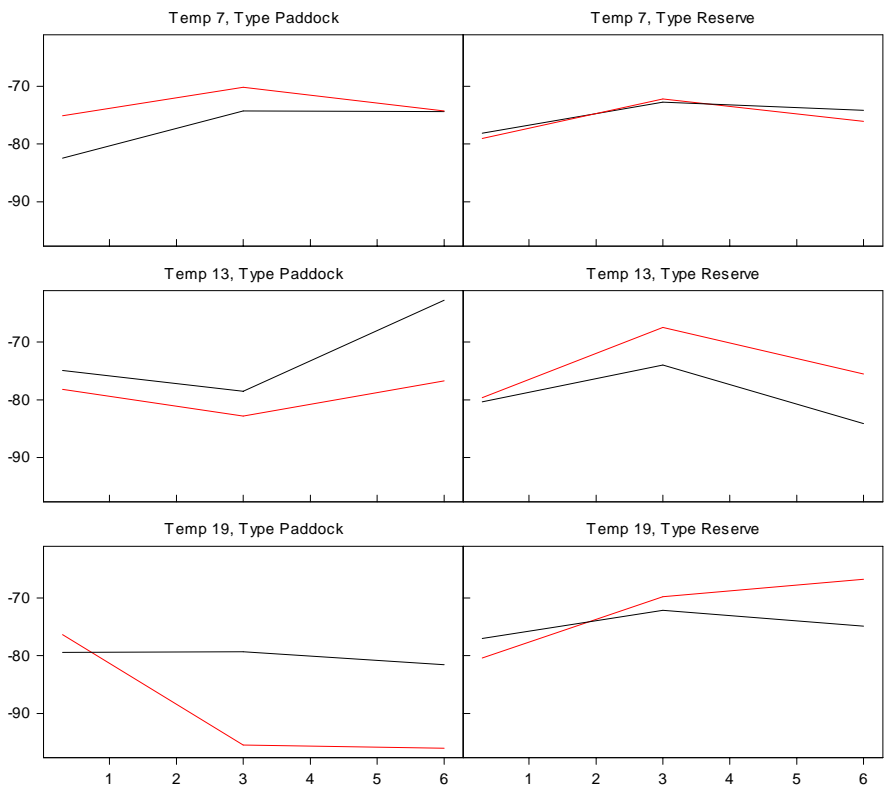 Temp 7, Type Paddock
Temp 7, Type Reserve
-70
-80
-90
Temp 13, Type Paddock
Temp 13, Type Reserve
-70
-80
-90
Temp 19, Type Paddock
Temp 19, Type Reserve
-70
-80
-90
1 2 3 4 5 6 1 2 3 4 5 6